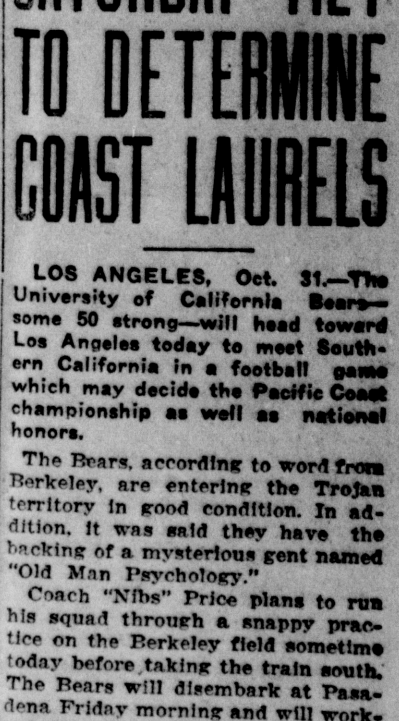 SATURDAY TILT
TO DETERMINE
COAST LAURELS
LOS ANGELES, Oct. 31.—The
University of California Bears—
some 50 strong—will head toward
Los Angeles today to meet South-
ern California in a football game
which may decide the Pacific Coast
championship as well as national
honors.
The Bears, according to word from
Berkeley, are entering the Trojan
territory in good condition. In ad-
dition, it was said they have the
backing of a mysterious gent named
"Old Man Psychology."
Coach "Nibs" Price plans to run
his squad through a snappy prac-
tice on the Berkeley field sometime
today before taking the train south.
The Bears will disembark at Pasa-
dena Friday morning and will work-